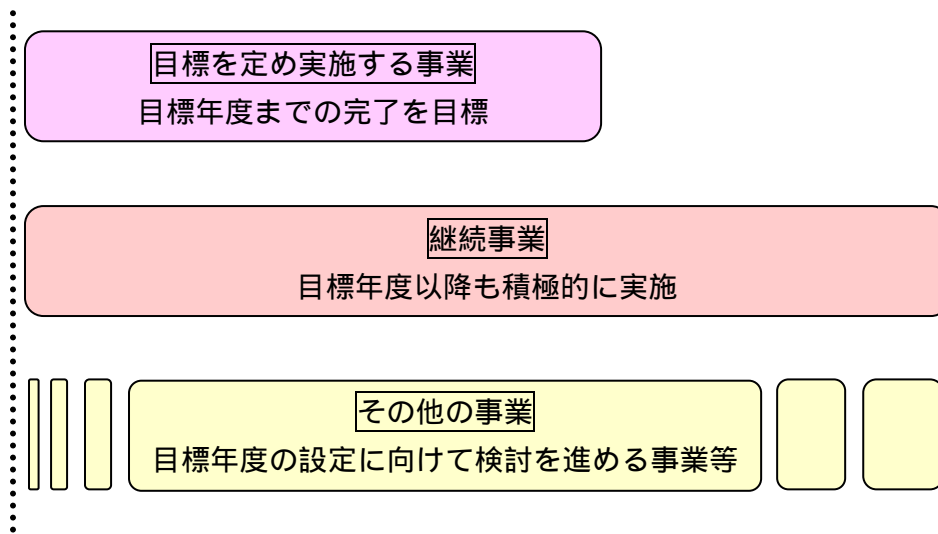 目標を定め実施する事業
目標年度までの完了を目標
継続事業
目標年度以降も積極的に実施
その他の事業
目標年度の設定に向けて検討を進める事業等